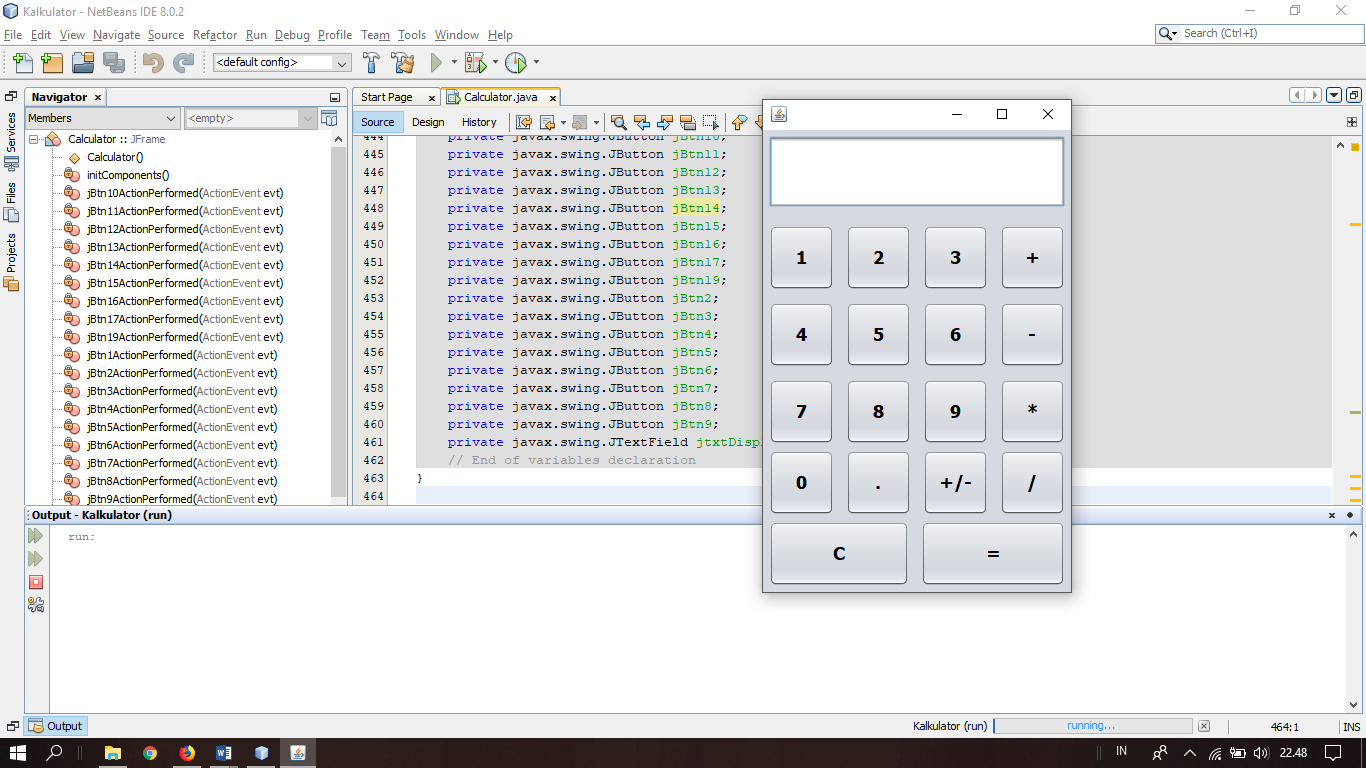 Kalkulator - NetBeans IDE 8.0.2
File Edit View Navigate Source Refactor Run Debug Profile Team Tools Window Help
Search (Ctrl+I)
<default config>
Navigator
Start Page
Calculator.java
Members
<empty>
Source Design History
Services
Files
Projects
Calculator :: JFrame
Calculator()
initComponents()
jBtn10ActionPerformed(ActionEvent evt)
jBtn11ActionPerformed(ActionEvent evt)
jBtn12ActionPerformed(ActionEvent evt)
jBtn13ActionPerformed(ActionEvent evt)
jBtn14ActionPerformed(ActionEvent evt)
jBtn15ActionPerformed(ActionEvent evt)
jBtn16ActionPerformed(ActionEvent evt)
jBtn17ActionPerformed(ActionEvent evt)
jBtn19ActionPerformed(ActionEvent evt)
jBtn1ActionPerformed(ActionEvent evt)
jBtn2ActionPerformed(ActionEvent evt)
jBtn3ActionPerformed(ActionEvent evt)
jBtn4ActionPerformed(ActionEvent evt)
jBtn5ActionPerformed(ActionEvent evt)
jBtn6ActionPerformed(ActionEvent evt)
jBtn7ActionPerformed(ActionEvent evt)
jBtn8ActionPerformed(ActionEvent evt)
jBtn9ActionPerformed(ActionEvent evt)
444 private javax.swing.JButton jBtn10;
445 private javax.swing.JButton jBtn11;
446 private javax.swing.JButton jBtn12;
447 private javax.swing.JButton jBtn13;
448 private javax.swing.JButton jBtn14;
449 private javax.swing.JButton jBtn15;
450 private javax.swing.JButton jBtn16;
451 private javax.swing.JButton jBtn17;
452 private javax.swing.JButton jBtn19;
453 private javax.swing.JButton jBtn2;
454 private javax.swing.JButton jBtn3;
455 private javax.swing.JButton jBtn4;
456 private javax.swing.JButton jBtn5;
457 private javax.swing.JButton jBtn6;
458 private javax.swing.JButton jBtn7;
459 private javax.swing.JButton jBtn8;
460 private javax.swing.JButton jBtn9;
461 private javax.swing.JTextField jtxtDisp
462 // End of variables declaration
463 }
464
1 2 3 +
4 5 6 -
7 8 9 *
0 . +/- /
C =
Output - Kalkulator (run)
run:
Output
Kalkulator (run)
running...
464:1
INS
IN
22.48